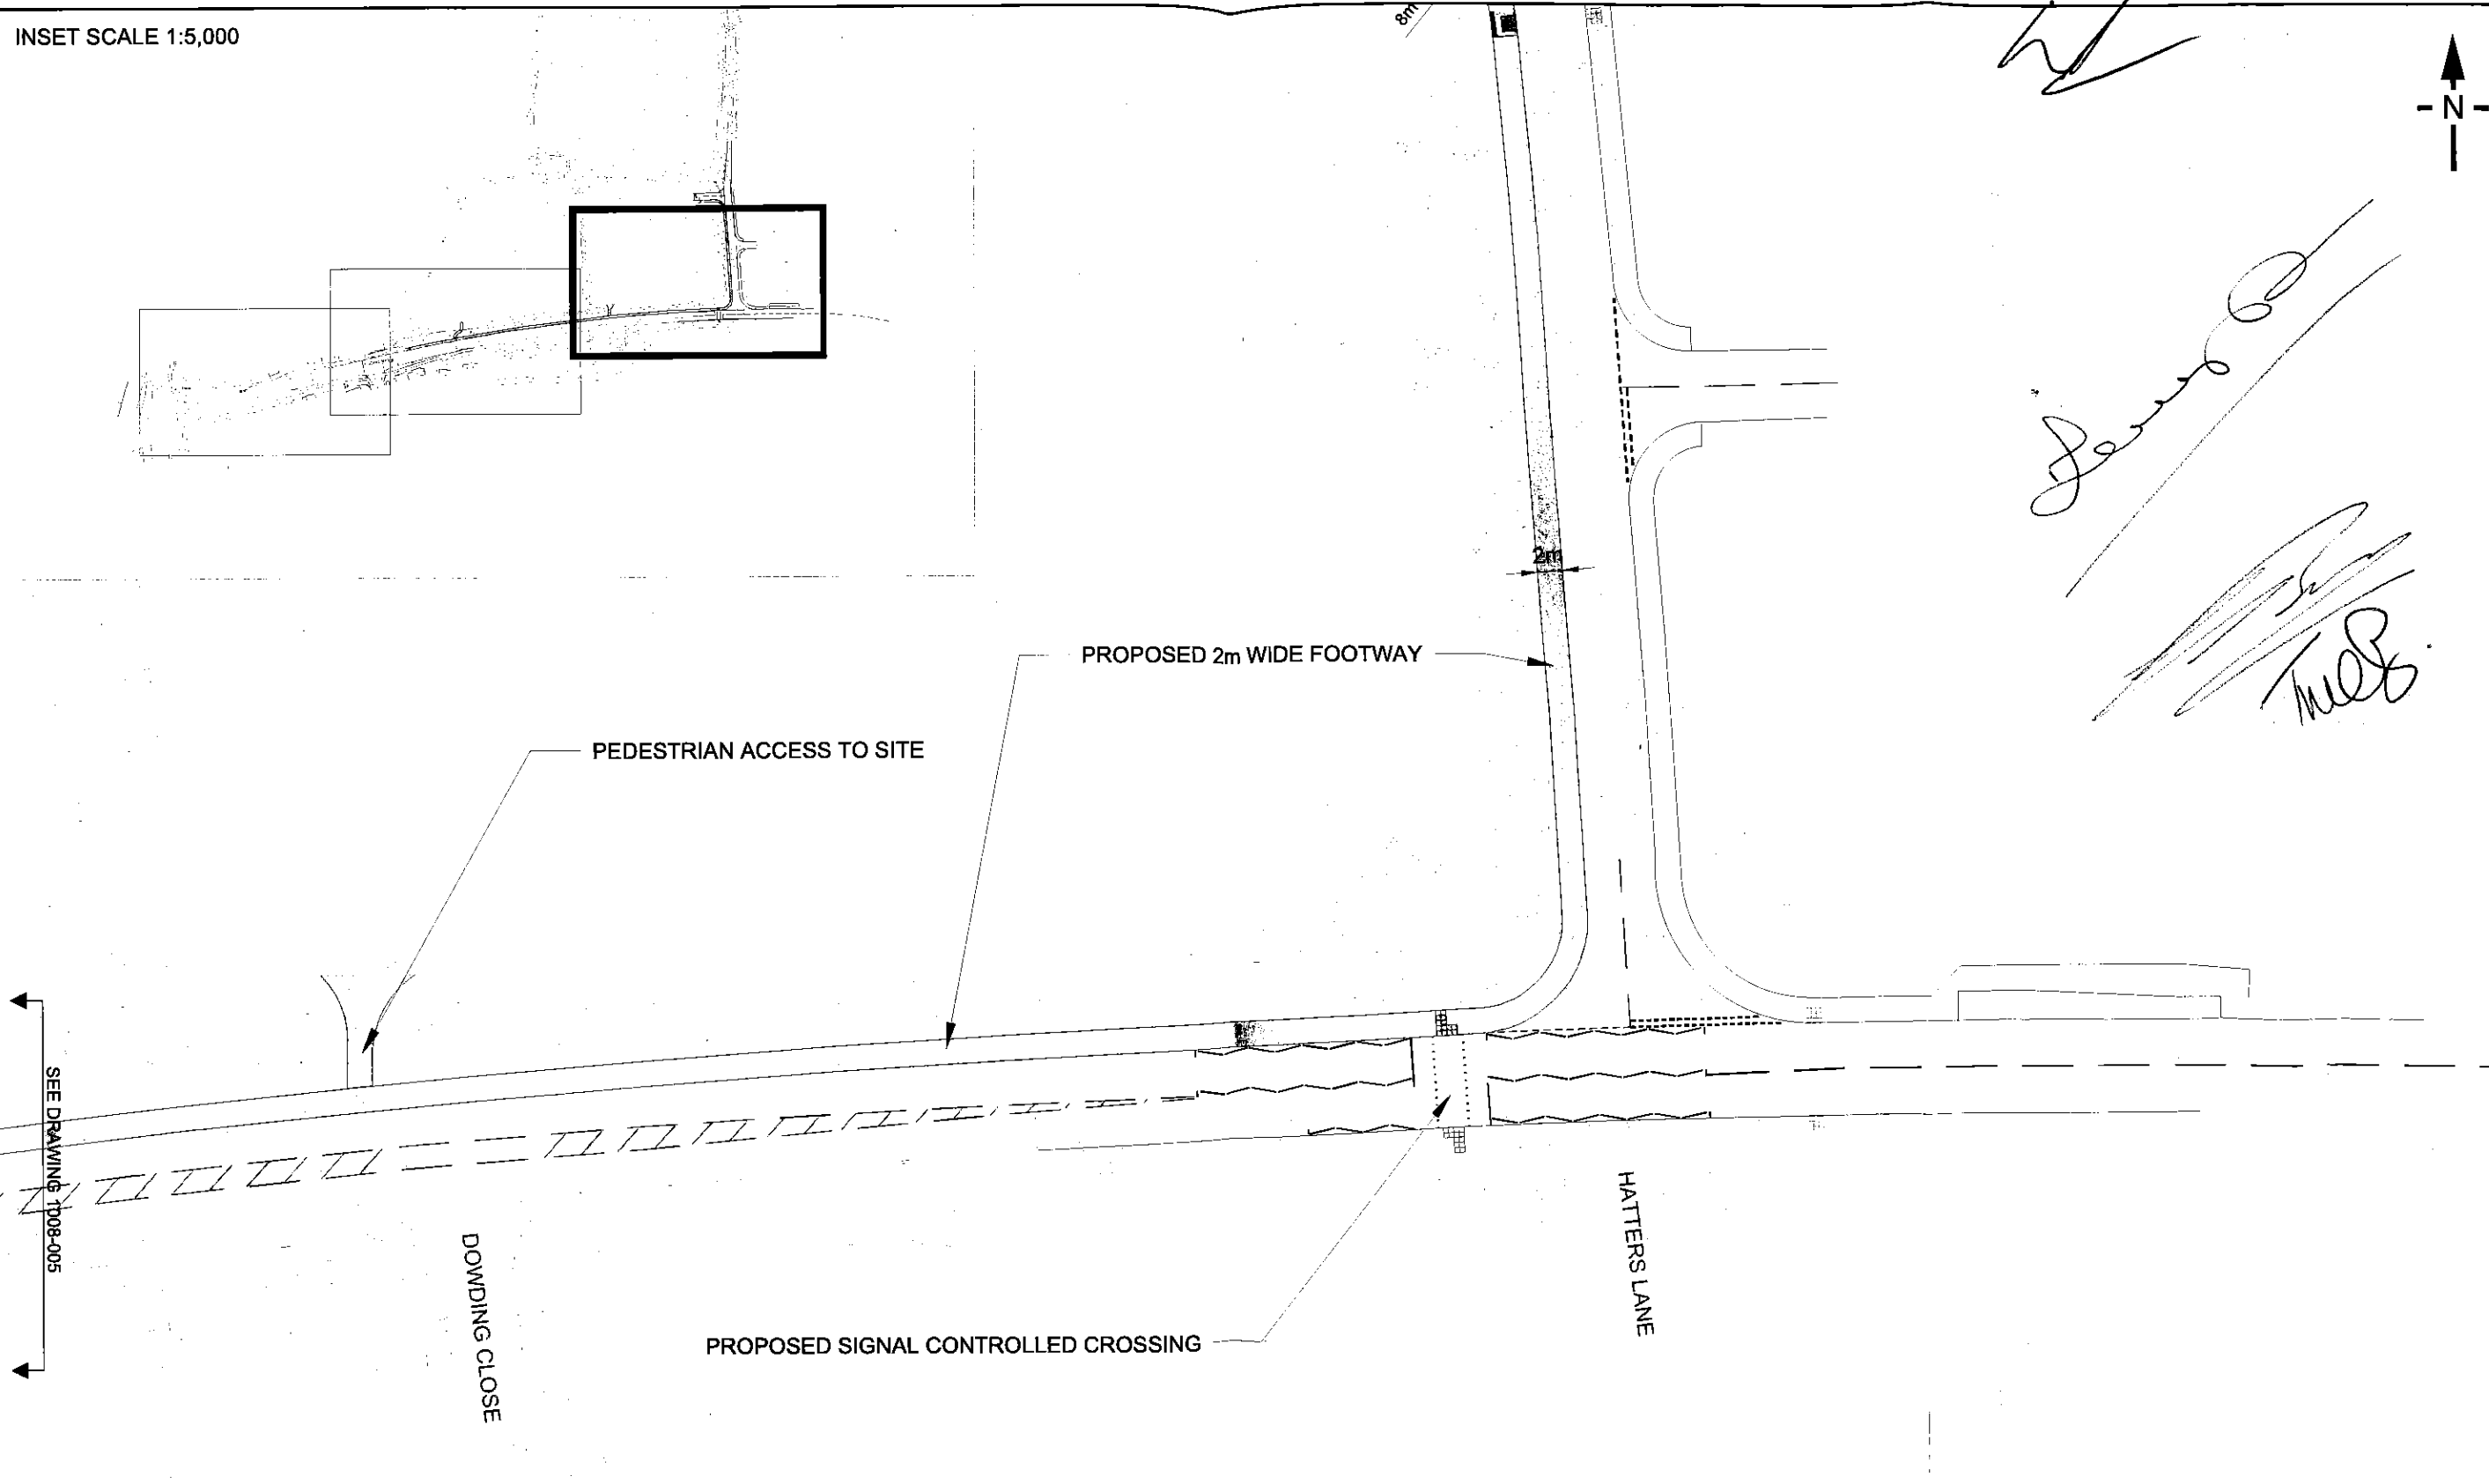 INSET SCALE 1:5,000
8m
N
2m
PROPOSED 2m WIDE FOOTWAY
PEDESTRIAN ACCESS TO SITE
SEE DRAWING 1008-005
DOWDING CLOSE
HATTERS LANE
PROPOSED SIGNAL CONTROLLED CROSSING